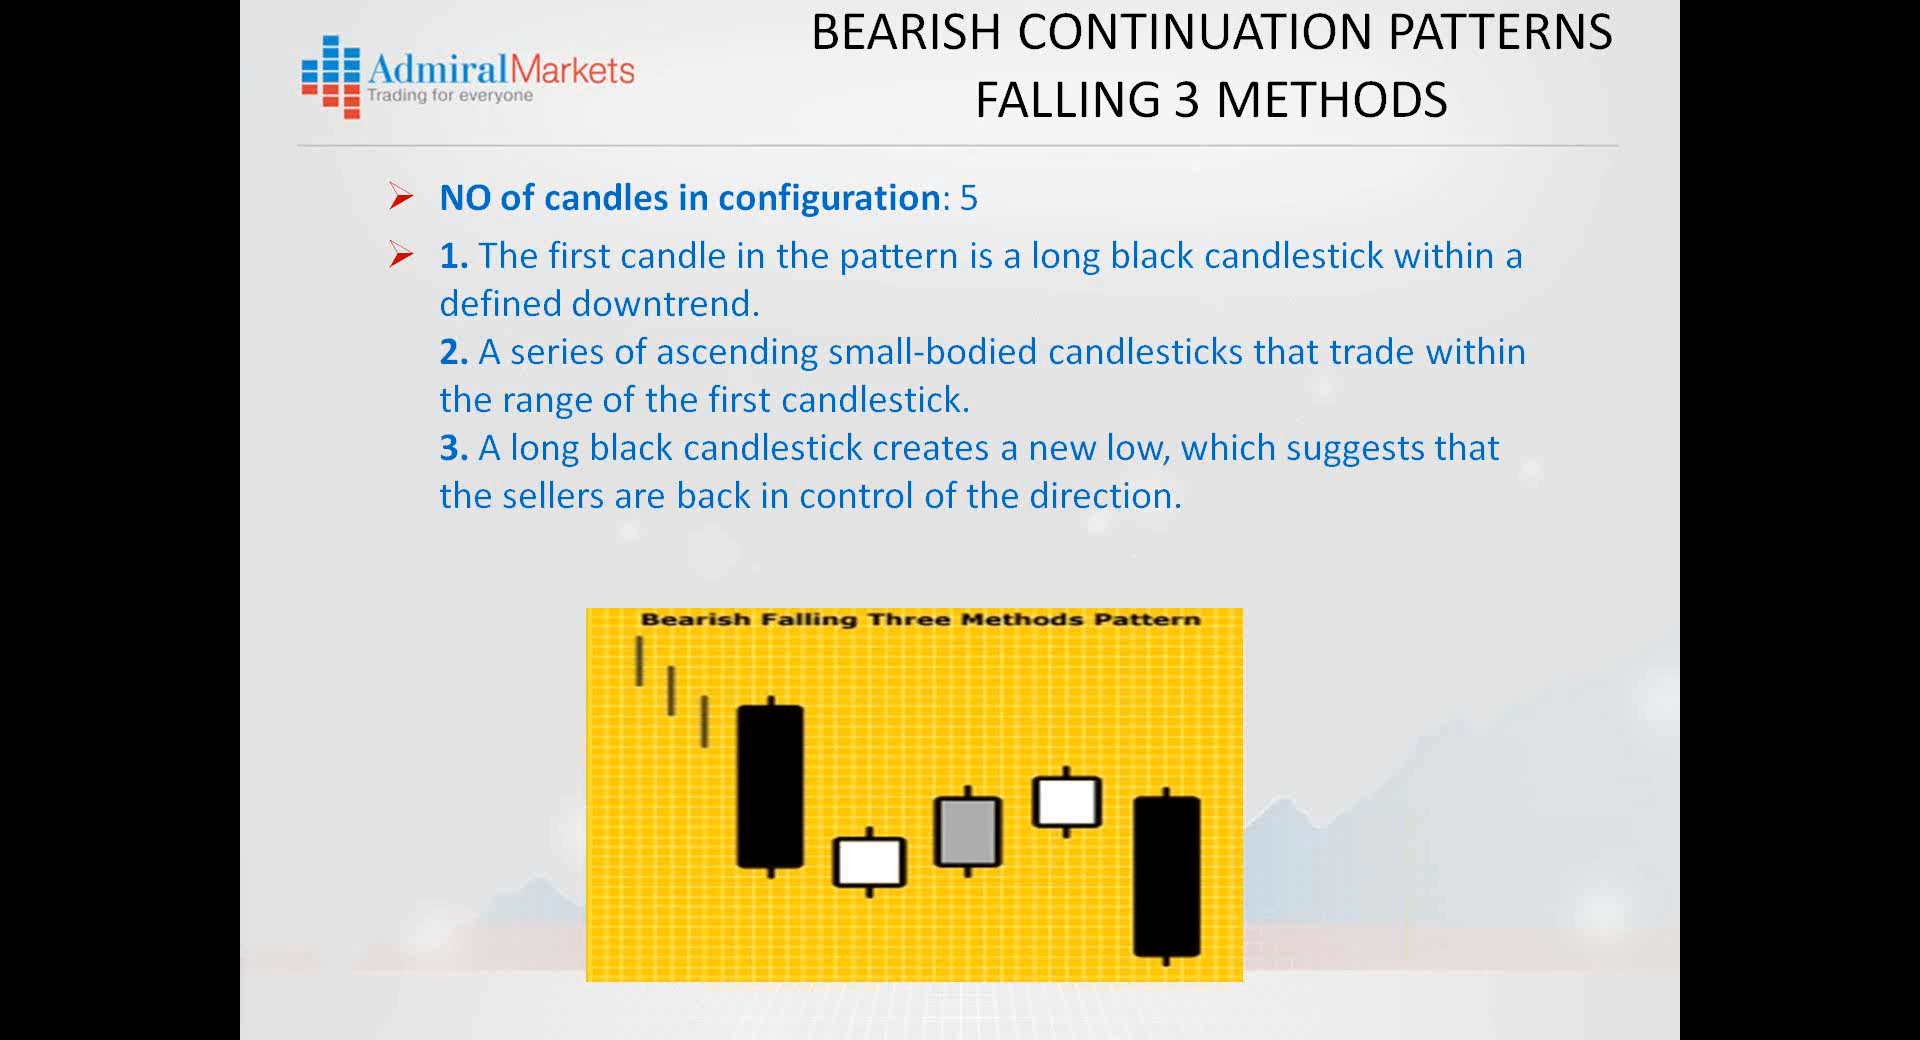 AdmiralMarkets
Trading for everyone
BEARISH CONTINUATION PATTERNS
FALLING 3 METHODS
NO of candles in configuration: 5
1. The first candle in the pattern is a long black candlestick within a
defined downtrend.
2. A series of ascending small-bodied candlesticks that trade within
the range of the first candlestick.
3. A long black candlestick creates a new low, which suggests that
the sellers are back in control of the direction.
Bearish Falling Three Methods Pattern